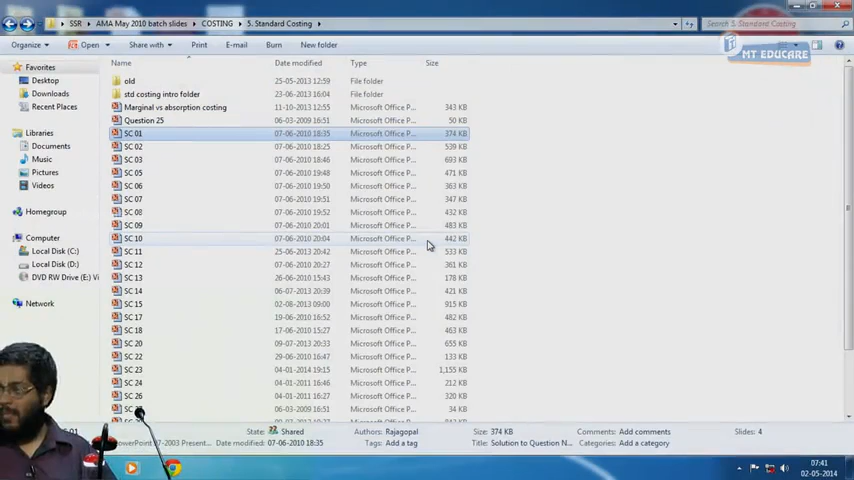 SSR AMA May 2010 batch slides COSTING 5. Standard Costing Search 5. Standard Costing
MT EDUCARE
Organize Open Share with Print E-mail Burn New folder
Name Date modified Type Size
Favorites
Desktop
Downloads
Recent Places
Libraries
Documents
Music
Pictures
Videos
Homegroup
Computer
Local Disk (C:)
Local Disk (D:)
DVD RW Drive (E:) Vi
Network
old 25-05-2013 12:59 File folder
std costing intro folder 23-06-2013 16:04 File folder
Marginal vs absorption costing 11-10-2013 12:55 Microsoft Office P... 343 KB
Question 25 06-03-2009 16:51 Microsoft Office P... 50 KB
SC 01 07-06-2010 18:35 Microsoft Office P... 374 KB
SC 02 07-06-2010 18:25 Microsoft Office P... 539 KB
SC 03 07-06-2010 18:46 Microsoft Office P... 693 KB
SC 05 07-06-2010 19:48 Microsoft Office P... 471 KB
SC 06 07-06-2010 19:50 Microsoft Office P... 363 KB
SC 07 07-06-2010 19:51 Microsoft Office P... 347 KB
SC 08 07-06-2010 19:52 Microsoft Office P... 432 KB
SC 09 07-06-2010 20:01 Microsoft Office P... 483 KB
SC 10 07-06-2010 20:04 Microsoft Office P... 442 KB
SC 11 25-06-2013 20:42 Microsoft Office P... 533 KB
SC 12 07-06-2010 20:27 Microsoft Office P... 361 KB
SC 13 26-06-2010 15:43 Microsoft Office P... 178 KB
SC 14 06-07-2013 20:39 Microsoft Office P... 421 KB
SC 15 02-08-2013 09:00 Microsoft Office P... 915 KB
SC 17 17-06-2010 16:52 Microsoft Office P... 482 KB
SC 18 17-06-2010 15:27 Microsoft Office P... 463 KB
SC 20 09-07-2013 20:33 Microsoft Office P... 655 KB
SC 22 29-06-2010 16:47 Microsoft Office P... 133 KB
SC 23 04-01-2014 19:15 Microsoft Office P... 1,155 KB
SC 24 04-01-2011 16:46 Microsoft Office P... 212 KB
SC 26 04-01-2011 16:27 Microsoft Office P... 320 KB
SC 06-03-2009 16:51 Microsoft Office P... 34 KB
State: Shared Authors: Rajagopal Size: 374 KB Comments: Add comments Slides: 4
Date modified: 07-06-2010 18:35 Tags: Add a tag Title: Solution to Question N... Categories: Add a category
07:41
02-05-2014